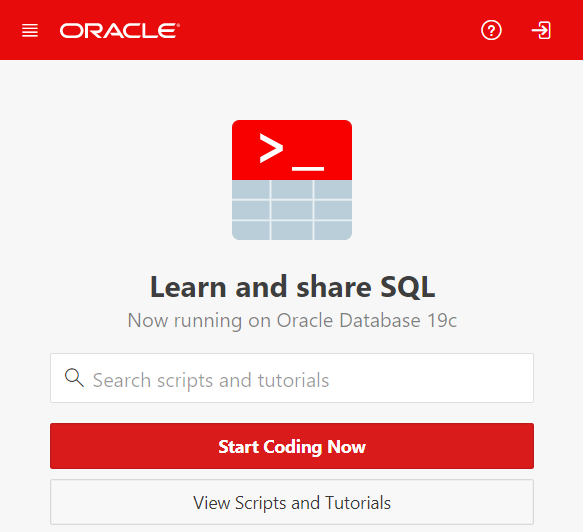 ORACLE
>_
Learn and share SQL
Now running on Oracle Database 19c
Search scripts and tutorials
Start Coding Now
View Scripts and Tutorials